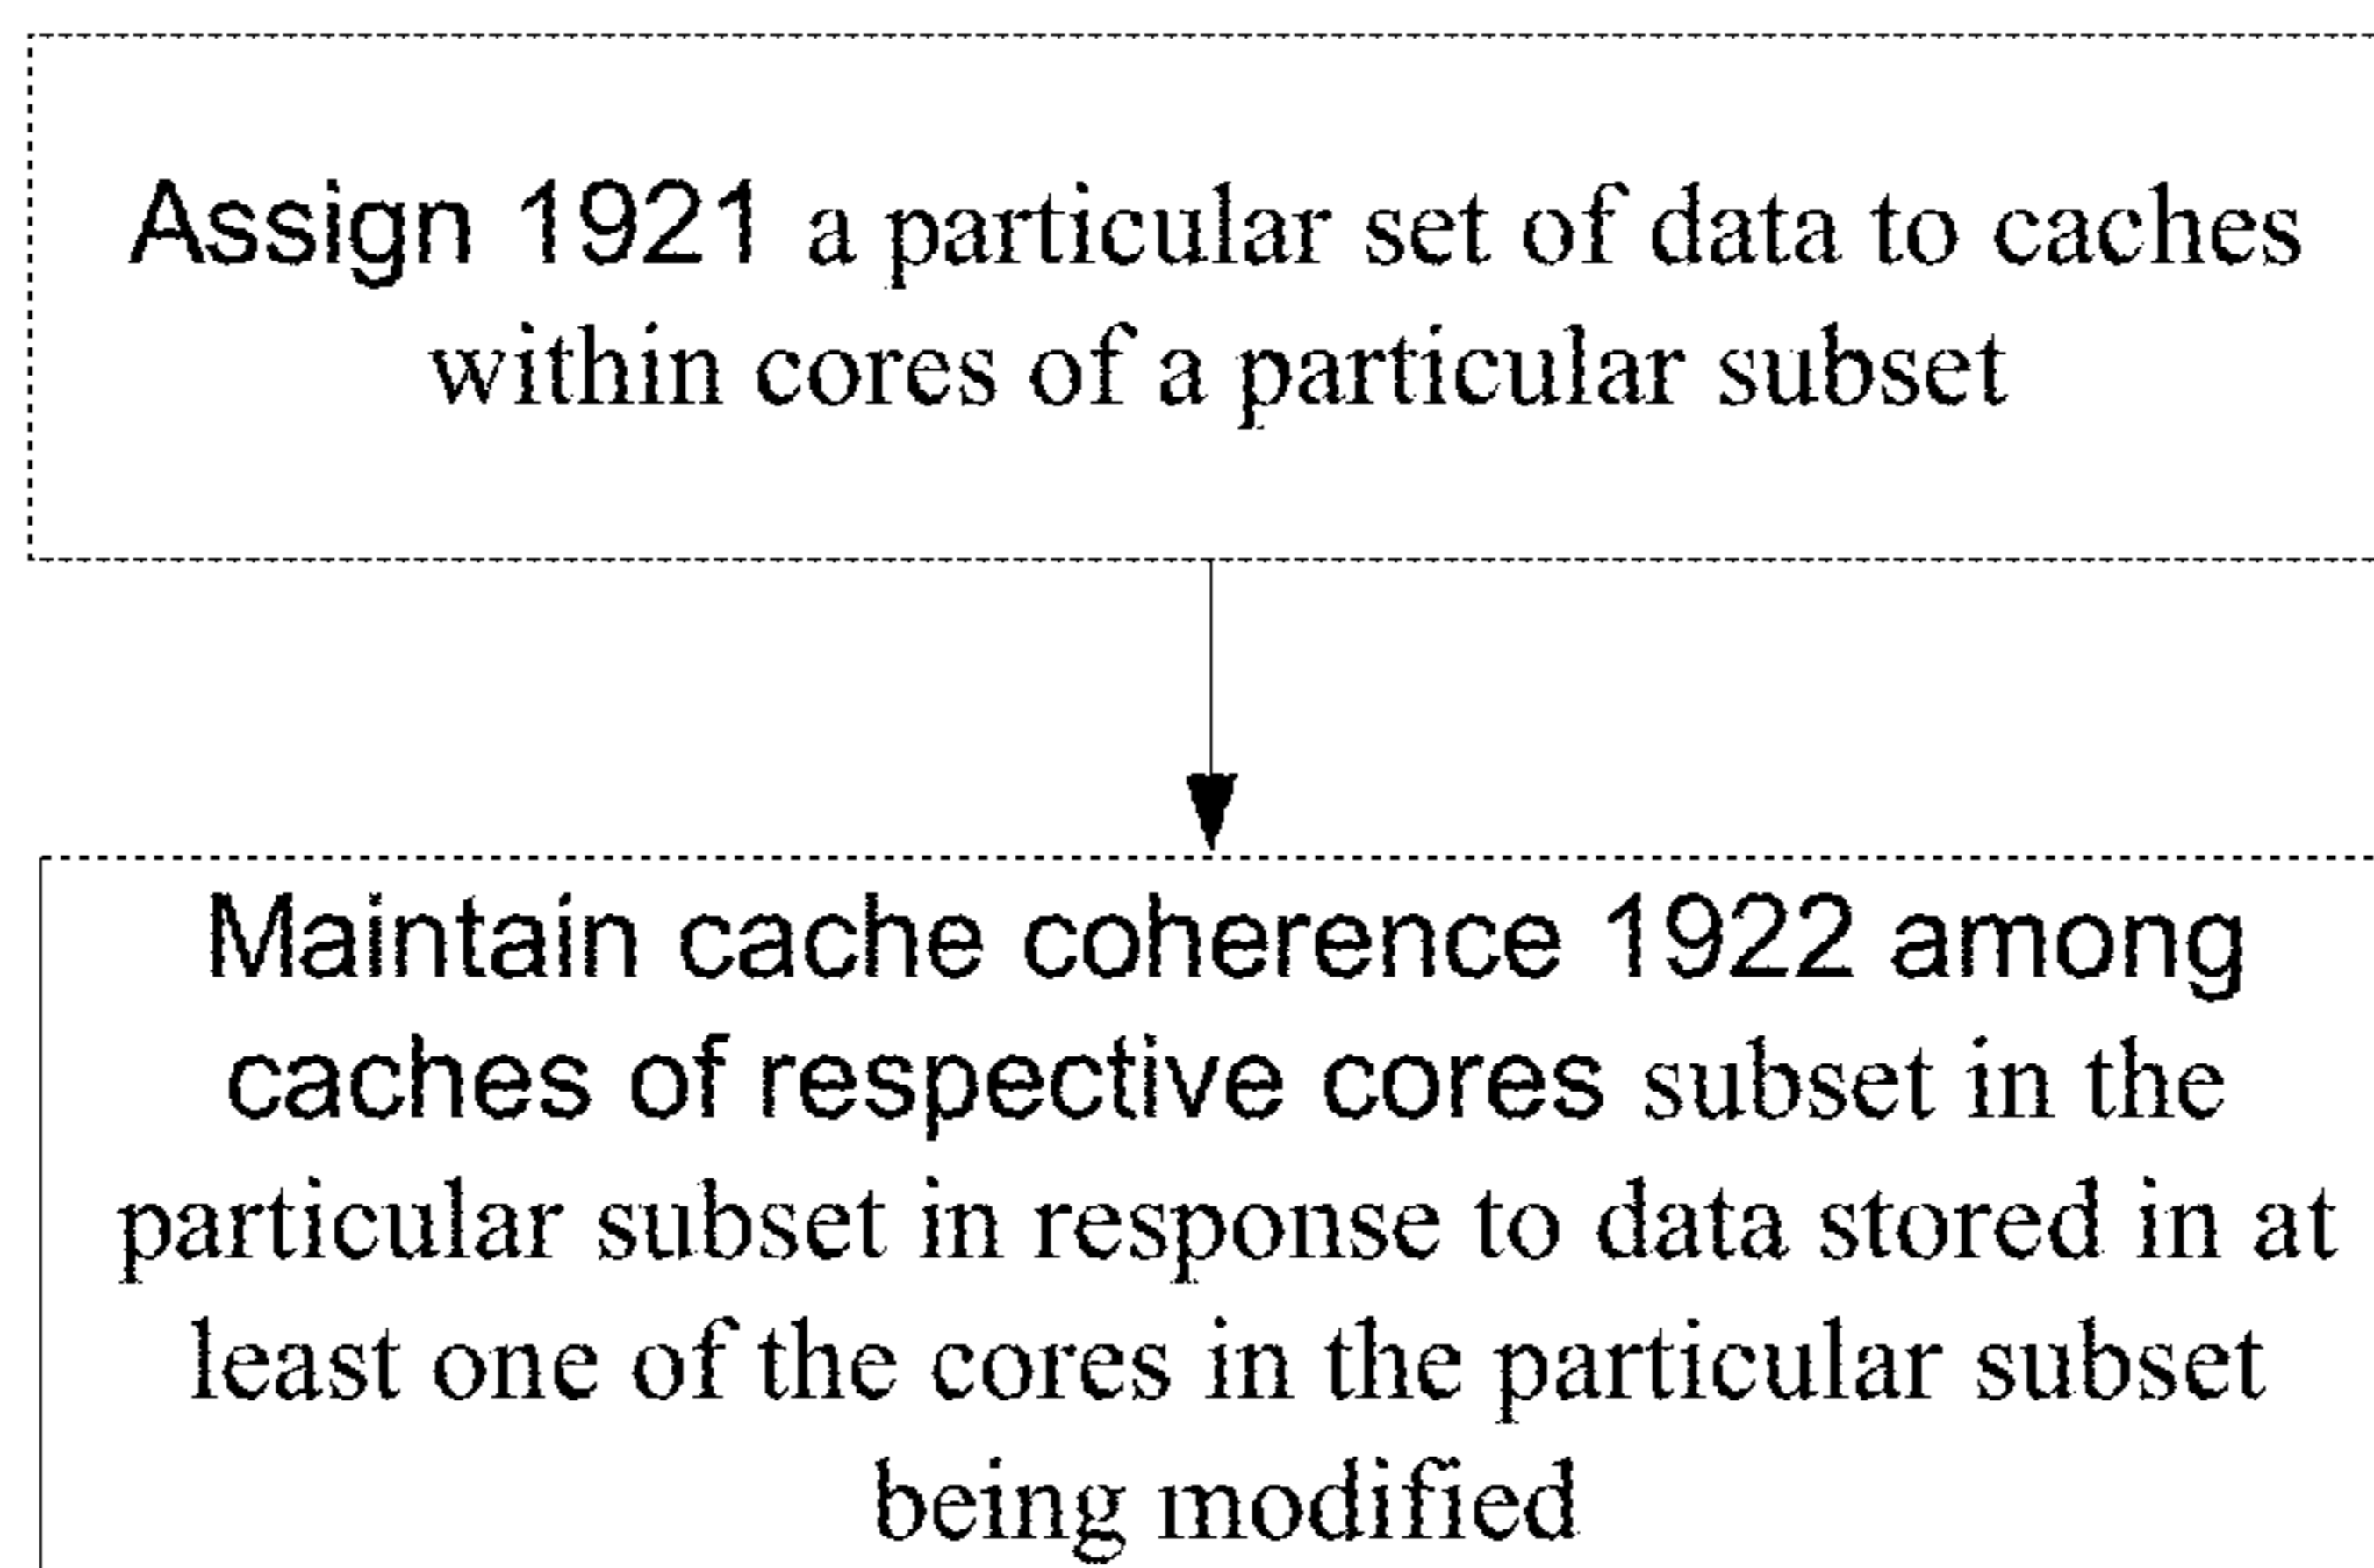 Assign 1921 a particular set of data to caches
within cores of a particular subset
Maintain cache coherence 1922 among
caches of respective cores subset in the
particular subset in response to data stored in at
least one of the cores in the particular subset
being modified